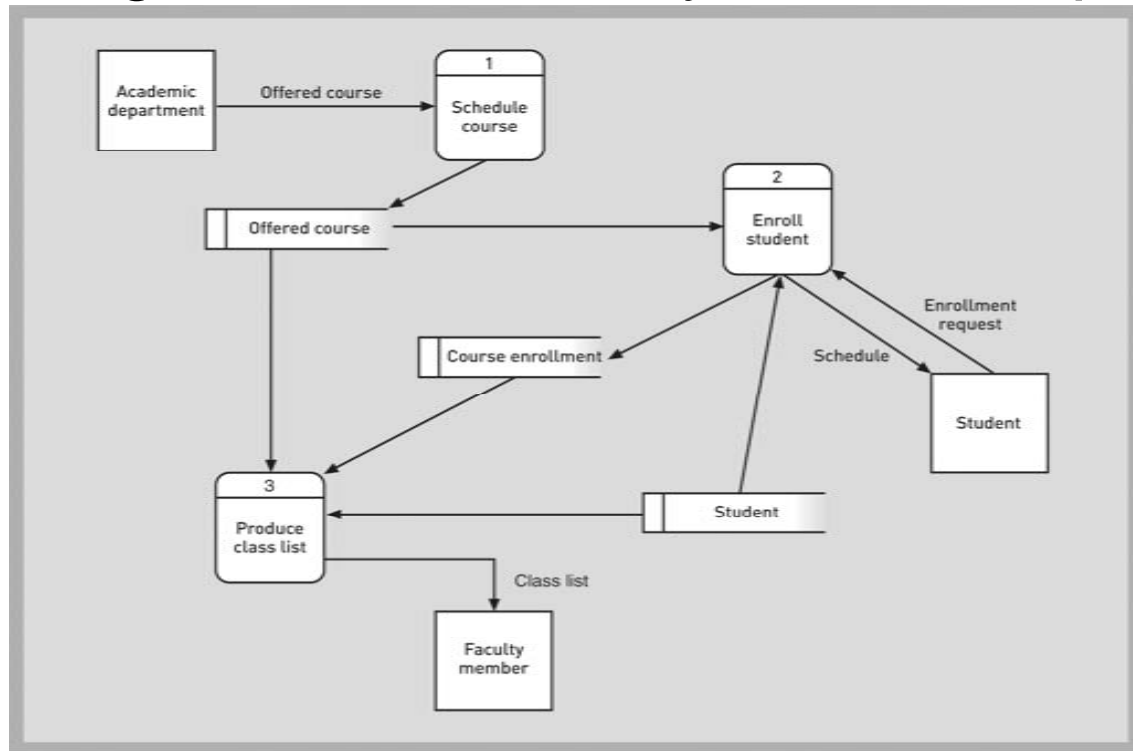 Academic
department
Offered course
1
Schedule
course
2
Enroll
student
Offered course
Enrollment
request
Course enrollment
Schedule
Student
3
Produce
class list
Student
Class list
Faculty
member